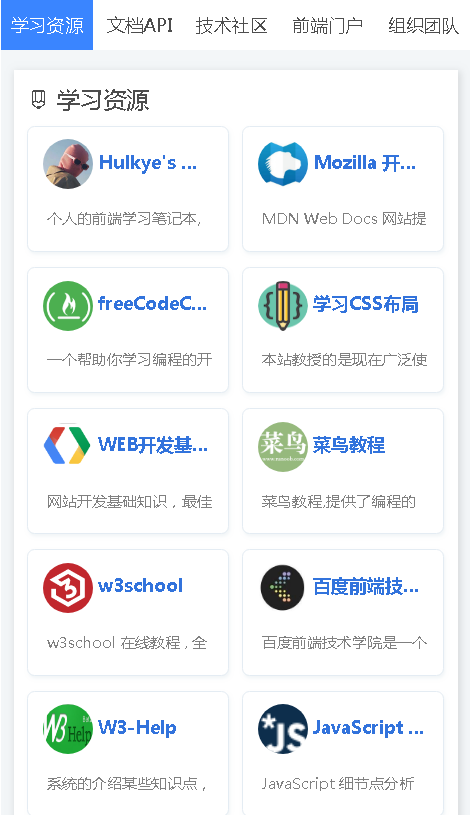 学习资源 文档API 技术社区 前端门户 组织团队
学习资源
Hulkye's ...
个人的前端学习笔记本,
Mozilla 开...
MDN Web Docs 网站提
freeCodeC...
一个帮助你学习编程的开
学习CSS布局
本站教授的是现在广泛使
WEB开发基...
网站开发基础知识，最佳
菜鸟
菜鸟教程
菜鸟教程,提供了编程的
w3school
w3school 在线教程，全
百度前端技...
百度前端技术学院是一个
W3 Help
W3-Help
系统的介绍某些知识点，
*JS
JavaScript ...
JavaScript 细节点分析